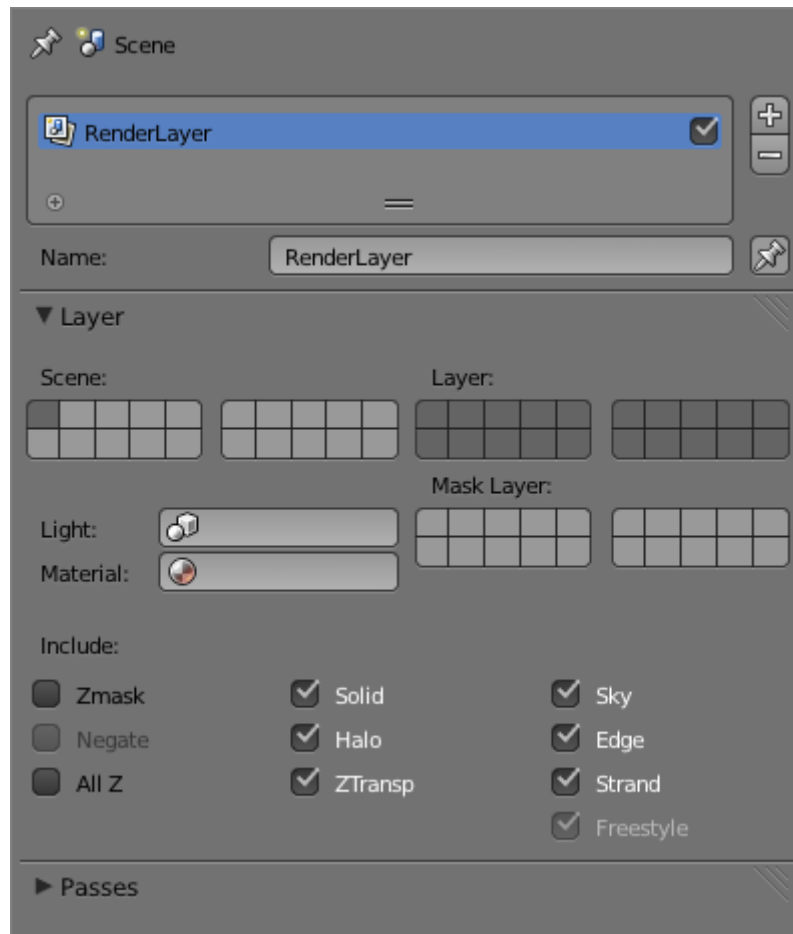 Scene
RenderLayer
Name: RenderLayer
Layer
Scene: Layer:
Mask Layer:
Light:
Material:
Include:
Zmask Solid Sky
Negate Halo Edge
All Z ZTransp Strand
Freestyle
Passes